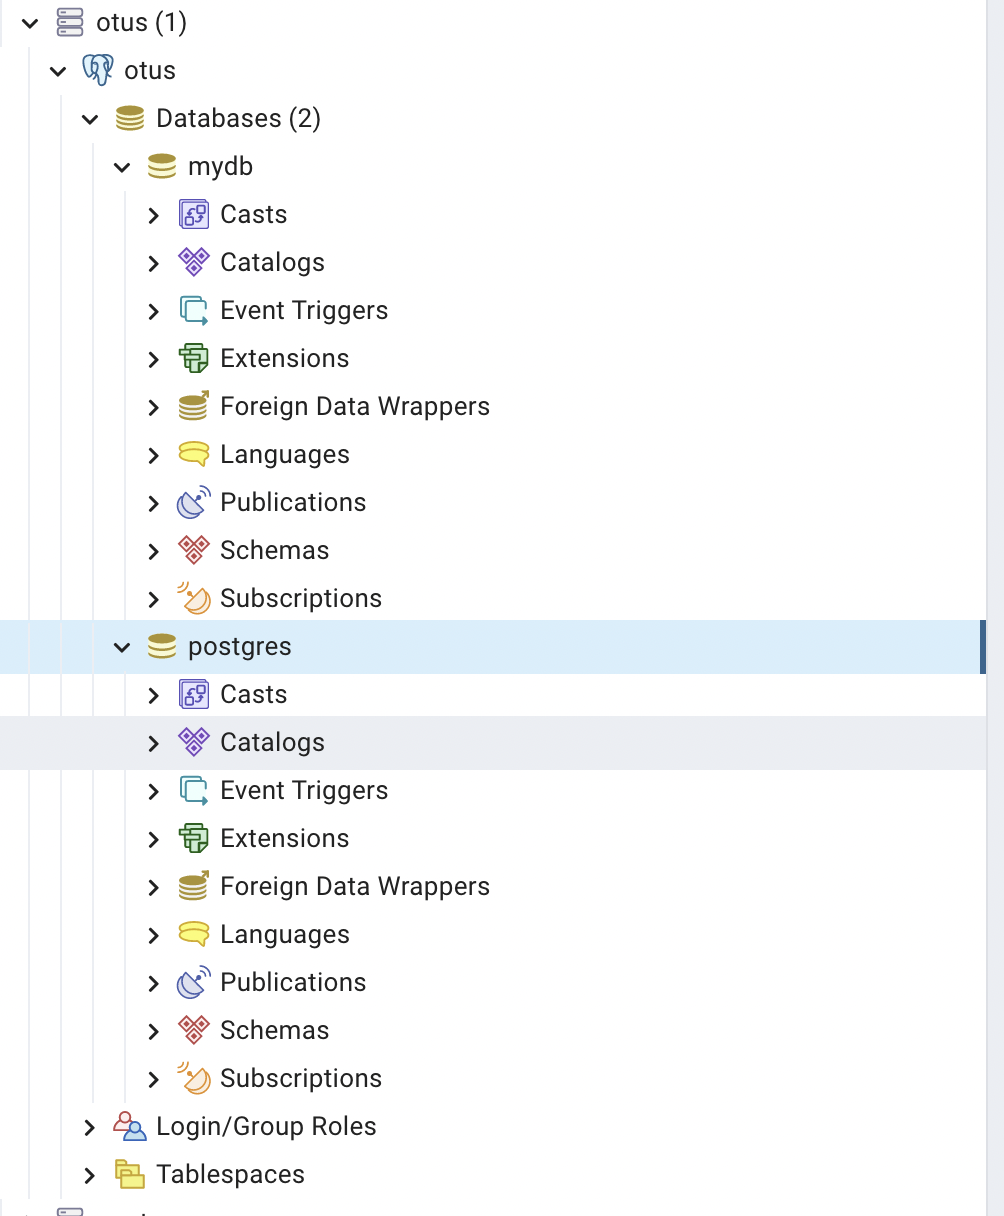 otus (1)
otus
Databases (2)
mydb
Casts
Catalogs
Event Triggers
Extensions
Foreign Data Wrappers
Languages
Publications
Schemas
Subscriptions
postgres
Casts
Catalogs
Event Triggers
Extensions
Foreign Data Wrappers
Languages
Publications
Schemas
Subscriptions
Login/Group Roles
Tablespaces